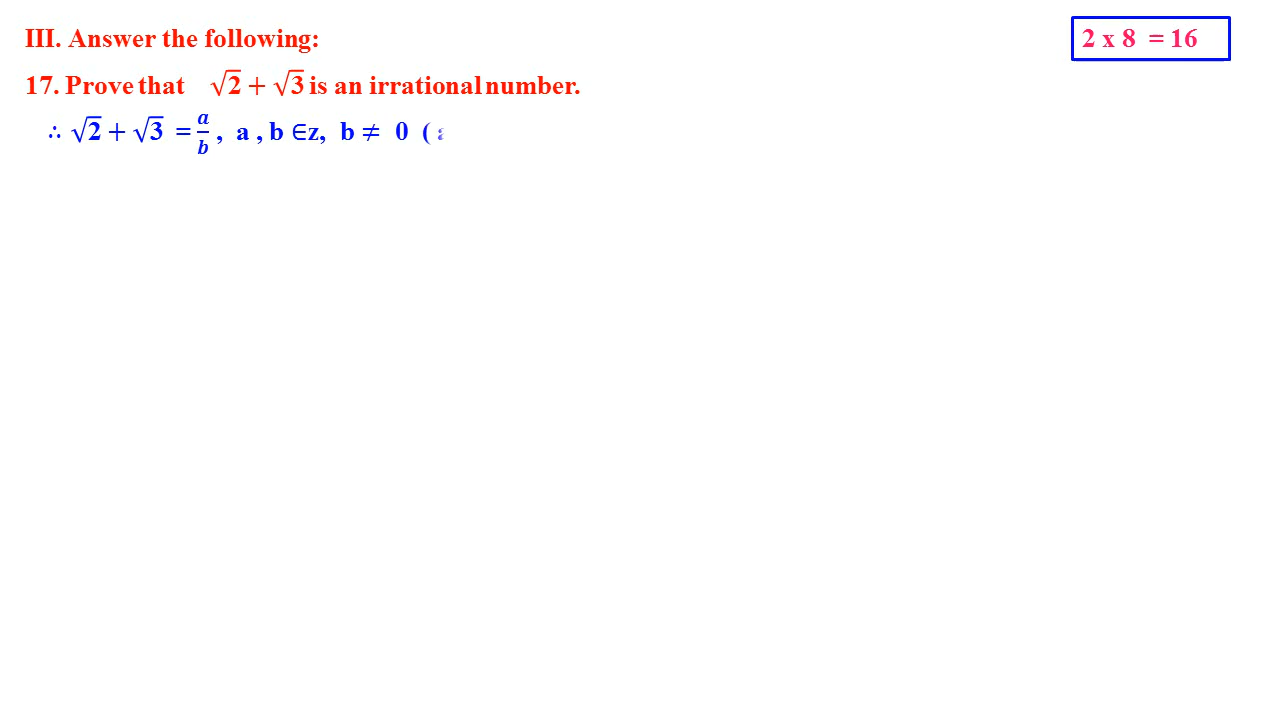 III. Answer the following:
2 x 8 = 16
17. Prove that √2 + √3 is an irrational number.
∴ √2 + √3 = a/b , a , b ∈z, b ≠ 0 (